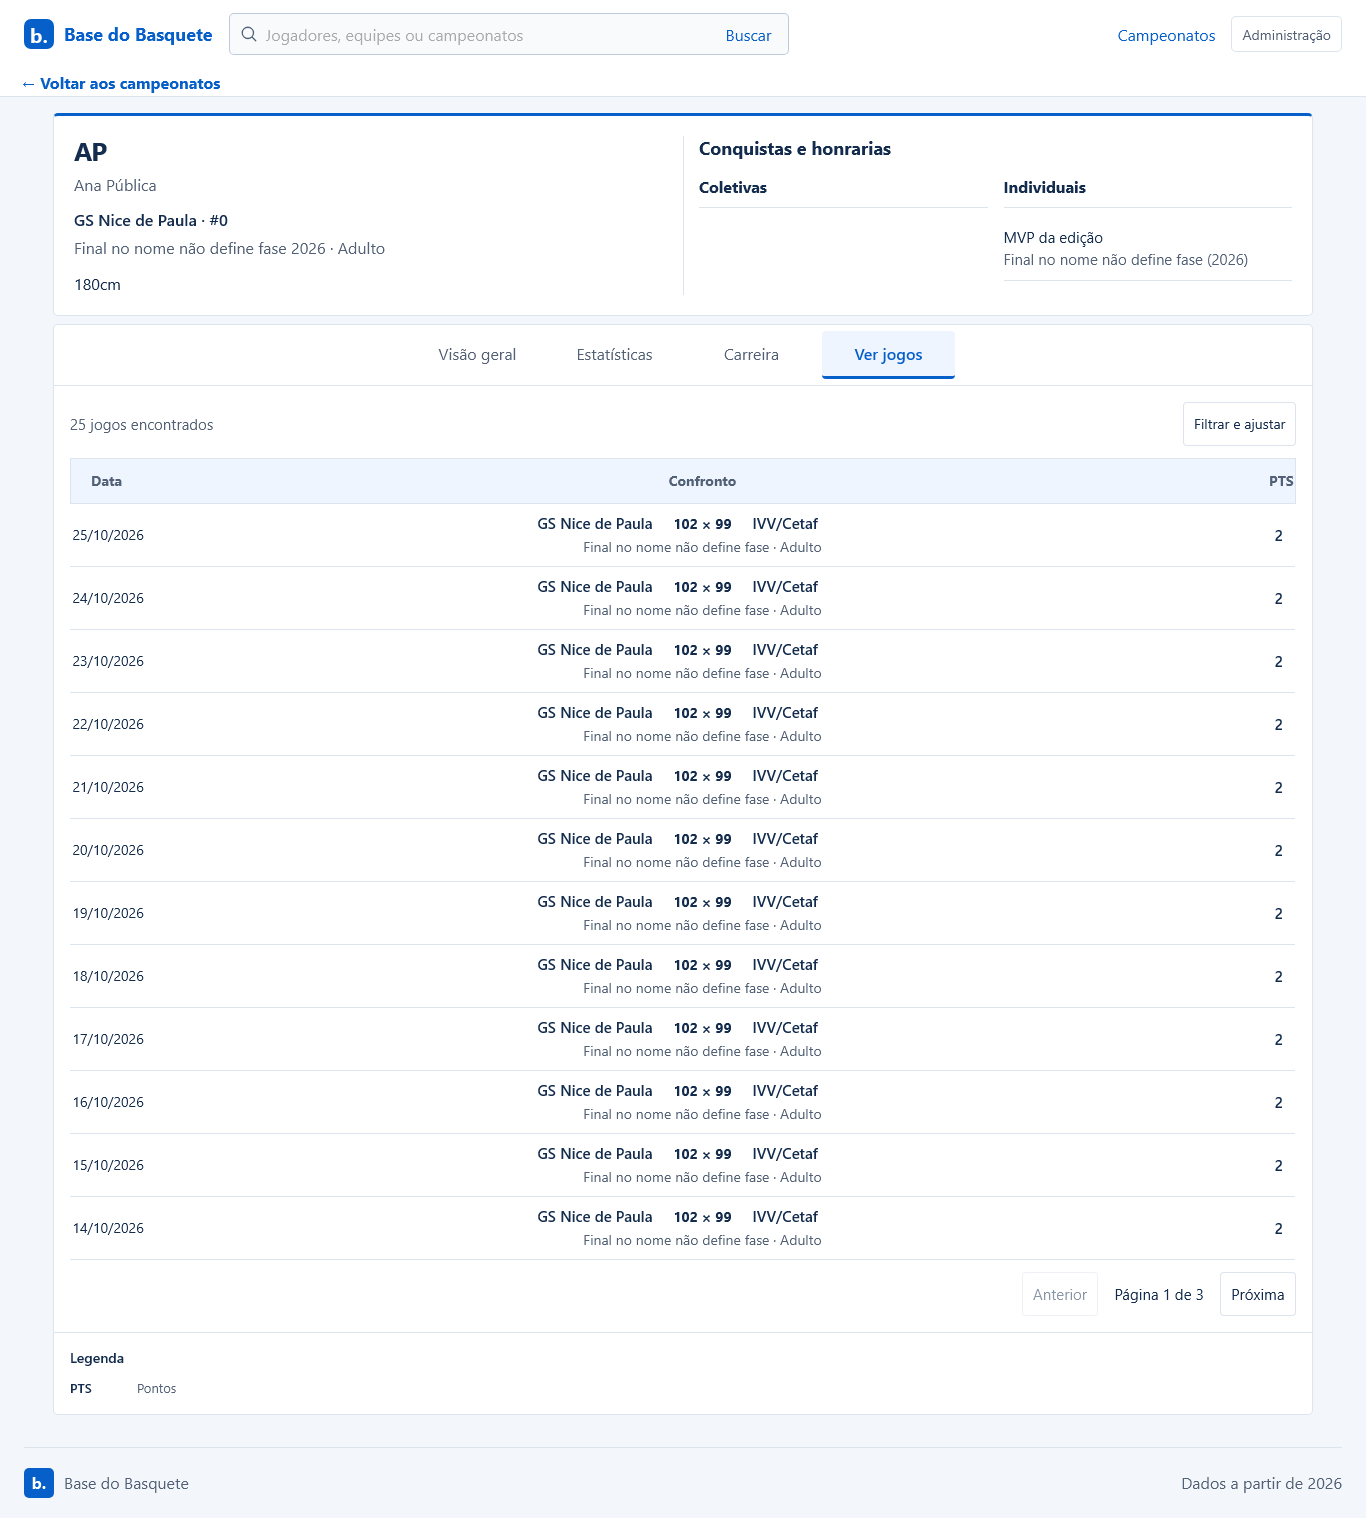 b. Base do Basquete
Jogadores, equipes ou campeonatos Buscar
Campeonatos Administração
← Voltar aos campeonatos
AP
Ana Pública
GS Nice de Paula · #0
Final no nome não define fase 2026 · Adulto
180cm
Conquistas e honrarias
Coletivas
Individuais
MVP da edição
Final no nome não define fase (2026)
Visão geral Estatísticas Carreira Ver jogos
25 jogos encontrados Filtrar e ajustar
Data Confronto PTS
25/10/2026 GS Nice de Paula 102 × 99 IVV/Cetaf 2
Final no nome não define fase · Adulto
24/10/2026 GS Nice de Paula 102 × 99 IVV/Cetaf 2
Final no nome não define fase · Adulto
23/10/2026 GS Nice de Paula 102 × 99 IVV/Cetaf 2
Final no nome não define fase · Adulto
22/10/2026 GS Nice de Paula 102 × 99 IVV/Cetaf 2
Final no nome não define fase · Adulto
21/10/2026 GS Nice de Paula 102 × 99 IVV/Cetaf 2
Final no nome não define fase · Adulto
20/10/2026 GS Nice de Paula 102 × 99 IVV/Cetaf 2
Final no nome não define fase · Adulto
19/10/2026 GS Nice de Paula 102 × 99 IVV/Cetaf 2
Final no nome não define fase · Adulto
18/10/2026 GS Nice de Paula 102 × 99 IVV/Cetaf 2
Final no nome não define fase · Adulto
17/10/2026 GS Nice de Paula 102 × 99 IVV/Cetaf 2
Final no nome não define fase · Adulto
16/10/2026 GS Nice de Paula 102 × 99 IVV/Cetaf 2
Final no nome não define fase · Adulto
15/10/2026 GS Nice de Paula 102 × 99 IVV/Cetaf 2
Final no nome não define fase · Adulto
14/10/2026 GS Nice de Paula 102 × 99 IVV/Cetaf 2
Final no nome não define fase · Adulto
Anterior Página 1 de 3 Próxima
Legenda
PTS Pontos
b. Base do Basquete
Dados a partir de 2026